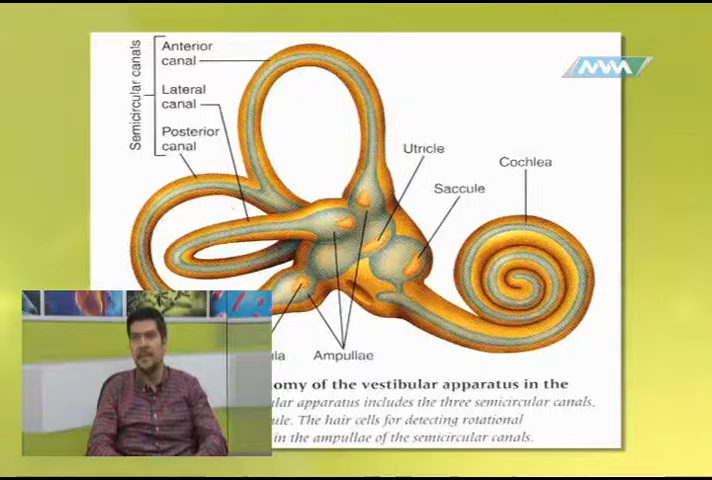 Semicircular canals
Anterior
canal
Lateral
canal
Posterior
canal
Utricle
Saccule
Cochlea
Ampullae
omy of the vestibular apparatus in the
ular apparatus includes the three semicircular canals,
ule. The hair cells for detecting rotational
in the ampullae of the semicircular canals.